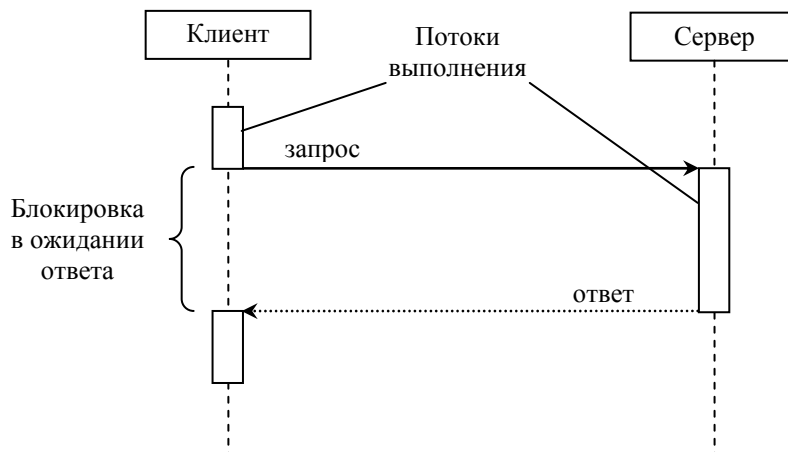 Клиент
Потоки
выполнения
Сервер
запрос
Блокировка
в ожидании
ответа
ответ